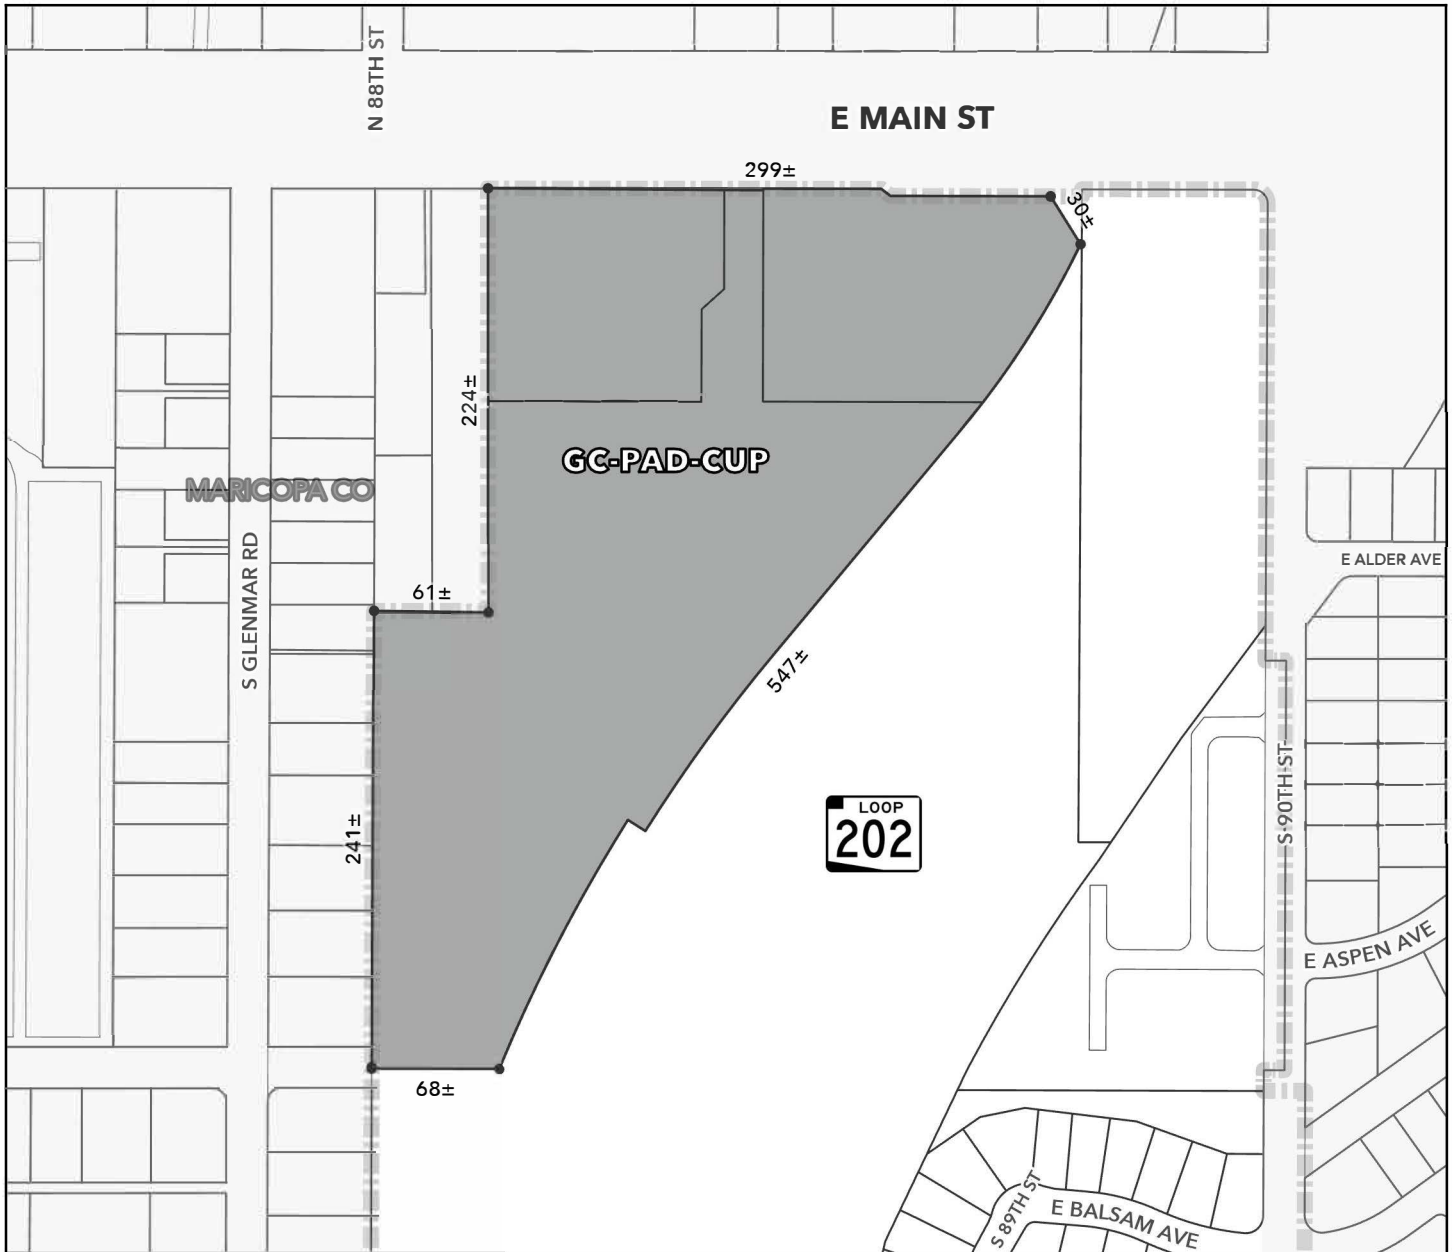 N 88TH ST
E MAIN ST
299±
30±
224±
GC-PAD-CUP
MARICOPA CO
E ALDER AVE
S GLENMAR RD
61±
547±
241±
LOOP
202
S 90TH ST
E ASPEN AVE
68±
S 89TH ST
E BALSAM AVE